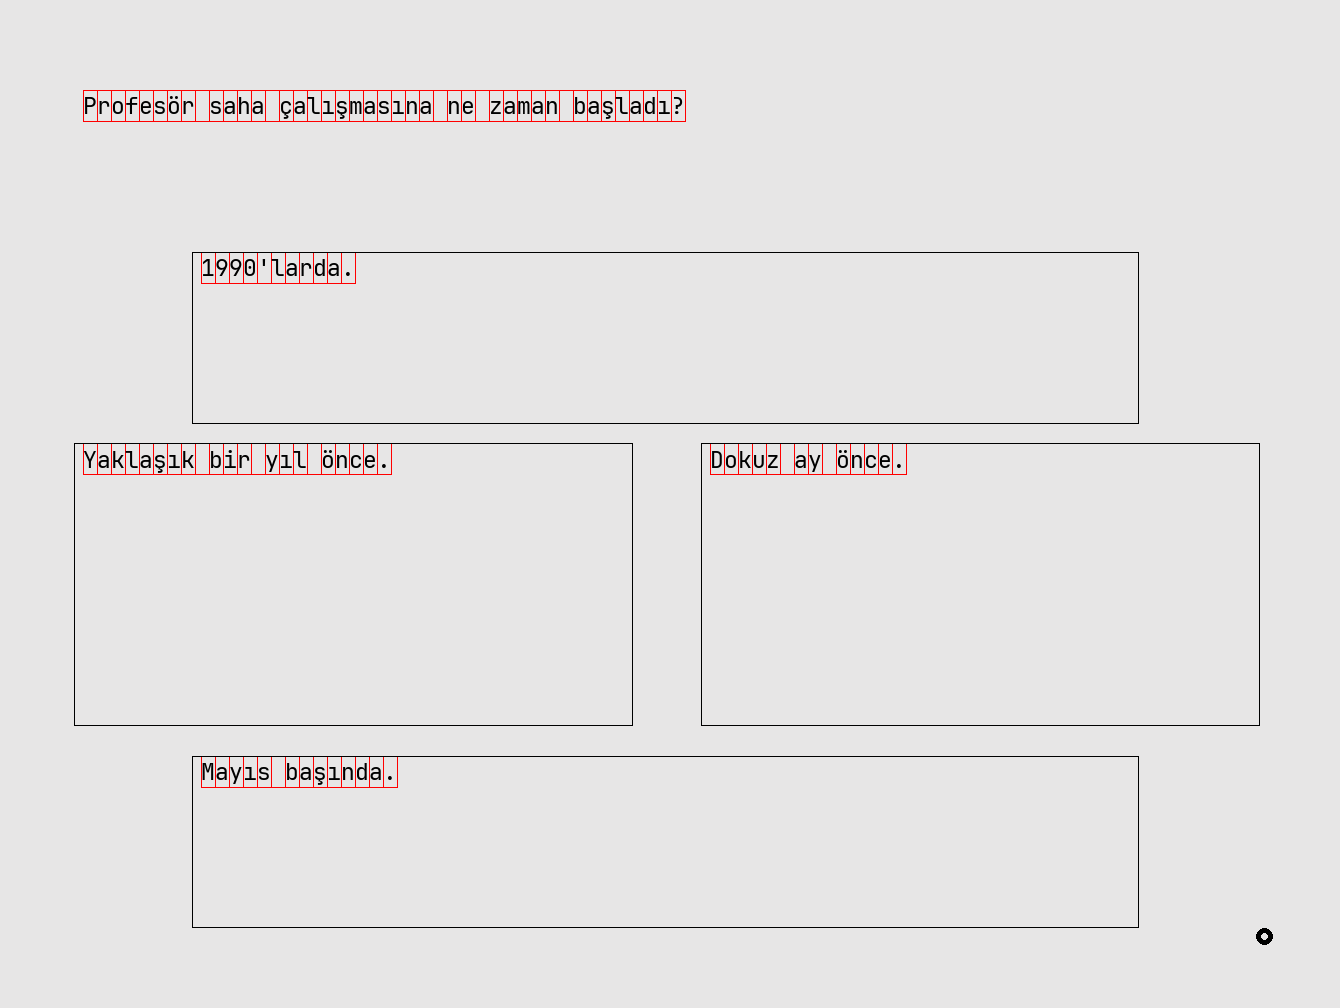 Profesör saha çalışmasına ne zaman başladı?
1990'larda.
Yaklaşık bir yıl önce.
Dokuz ay önce.
Mayıs başında.